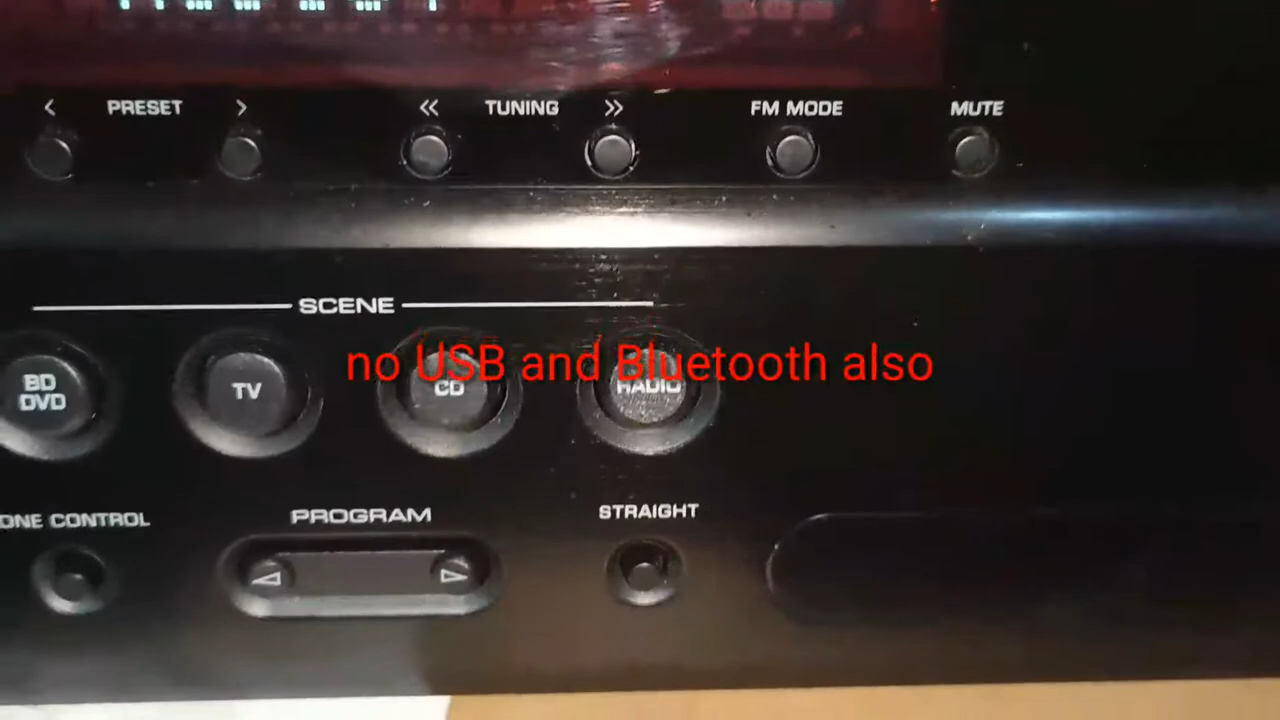 < PRESET > << TUNING >> FM MODE MUTE
SCENE
BD
DVD
TV
CD
RADIO
no USB and Bluetooth also
ONE CONTROL
PROGRAM
STRAIGHT